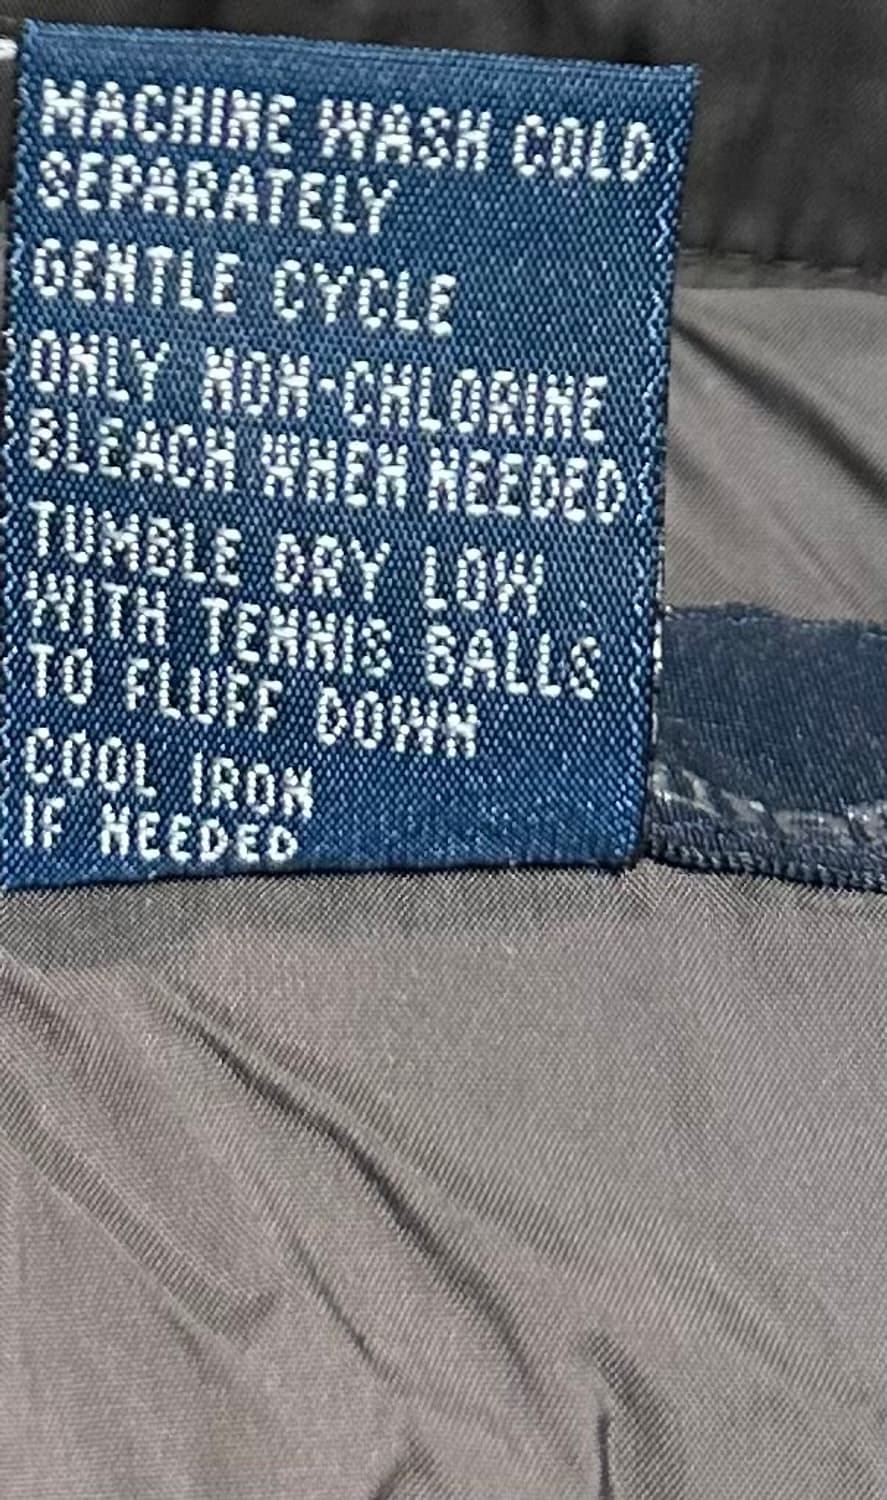 MACHINE WASH COLD
SEPARATELY
GENTLE CYCLE
ONLY NON-CHLORINE
BLEACH WHEN NEEDED
TUMBLE DRY LOW
WITH TENNIS BALLS
TO FLUFF DOWN
COOL IRON
IF NEEDED